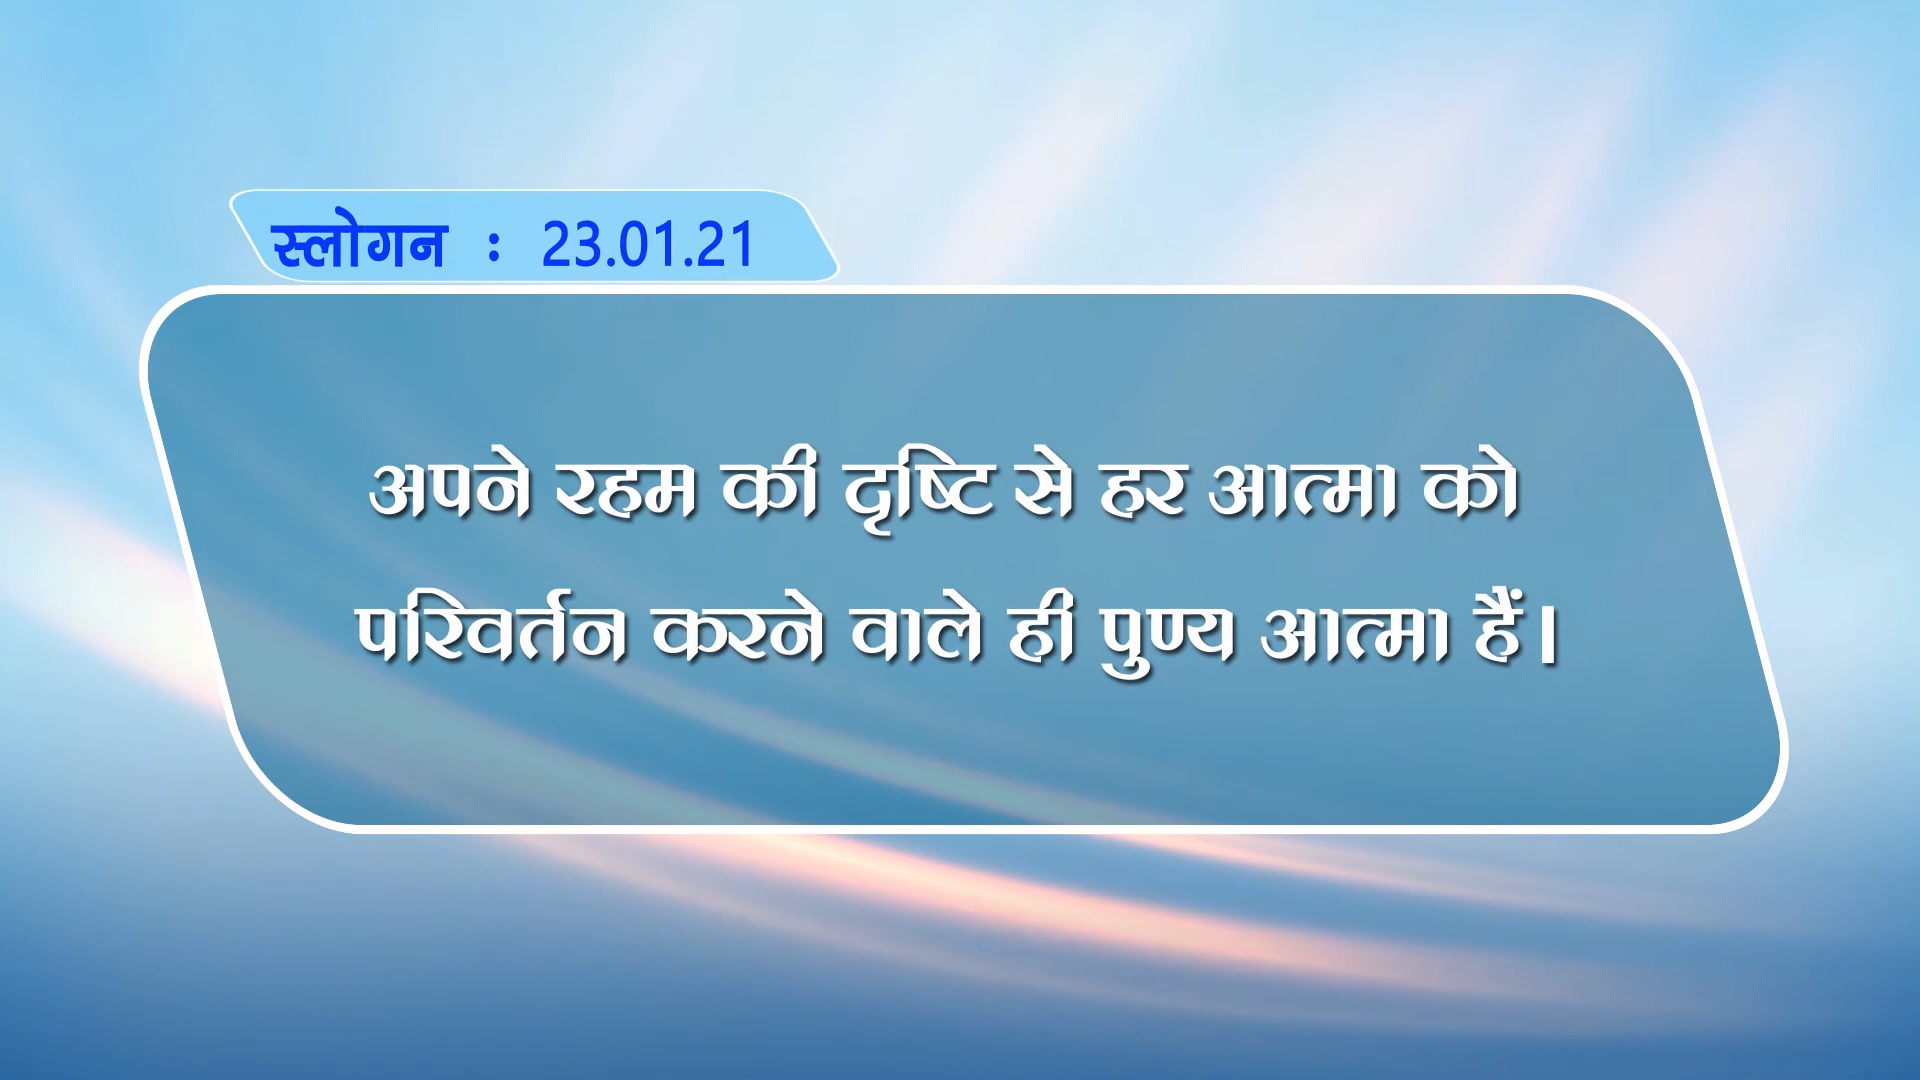 स्लोगन : 23.01.21
अपने रहम की दृष्टि से हर आत्मा को
परिवर्तन करने वाले ही पुण्य आत्मा हैं।